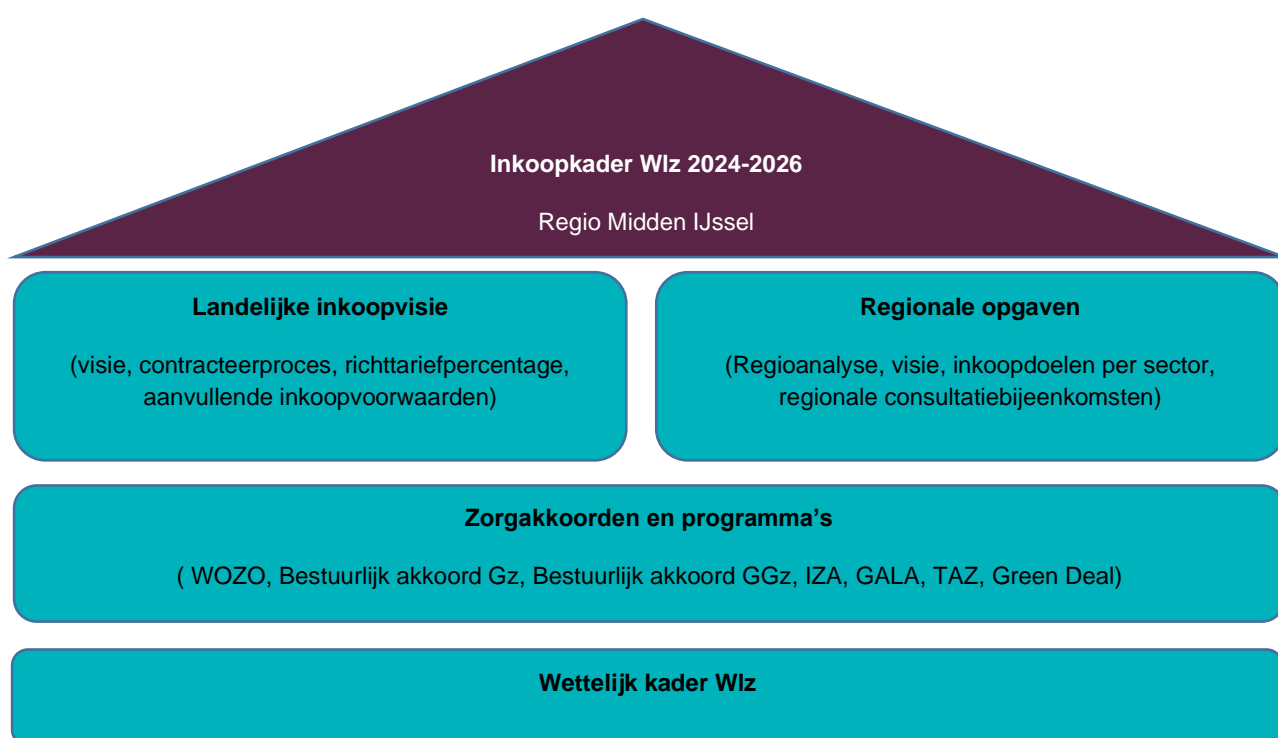 Inkoopkader Wlz 2024-2026
Regio Midden IJssel
Landelijke inkoopvisie
(visie, contracteerproces, richttariefpercentage,
aanvullende inkoopvoorwaarden)
Regionale opgaven
(Regioanalyse, visie, inkoopdoelen per sector,
regionale consultatiebijeenkomsten)
Zorgakkoorden en programma’s
( WOZO, Bestuurlijk akkoord Gz, Bestuurlijk akkoord GGz, IZA, GALA, TAZ, Green Deal)
Wettelijk kader Wlz